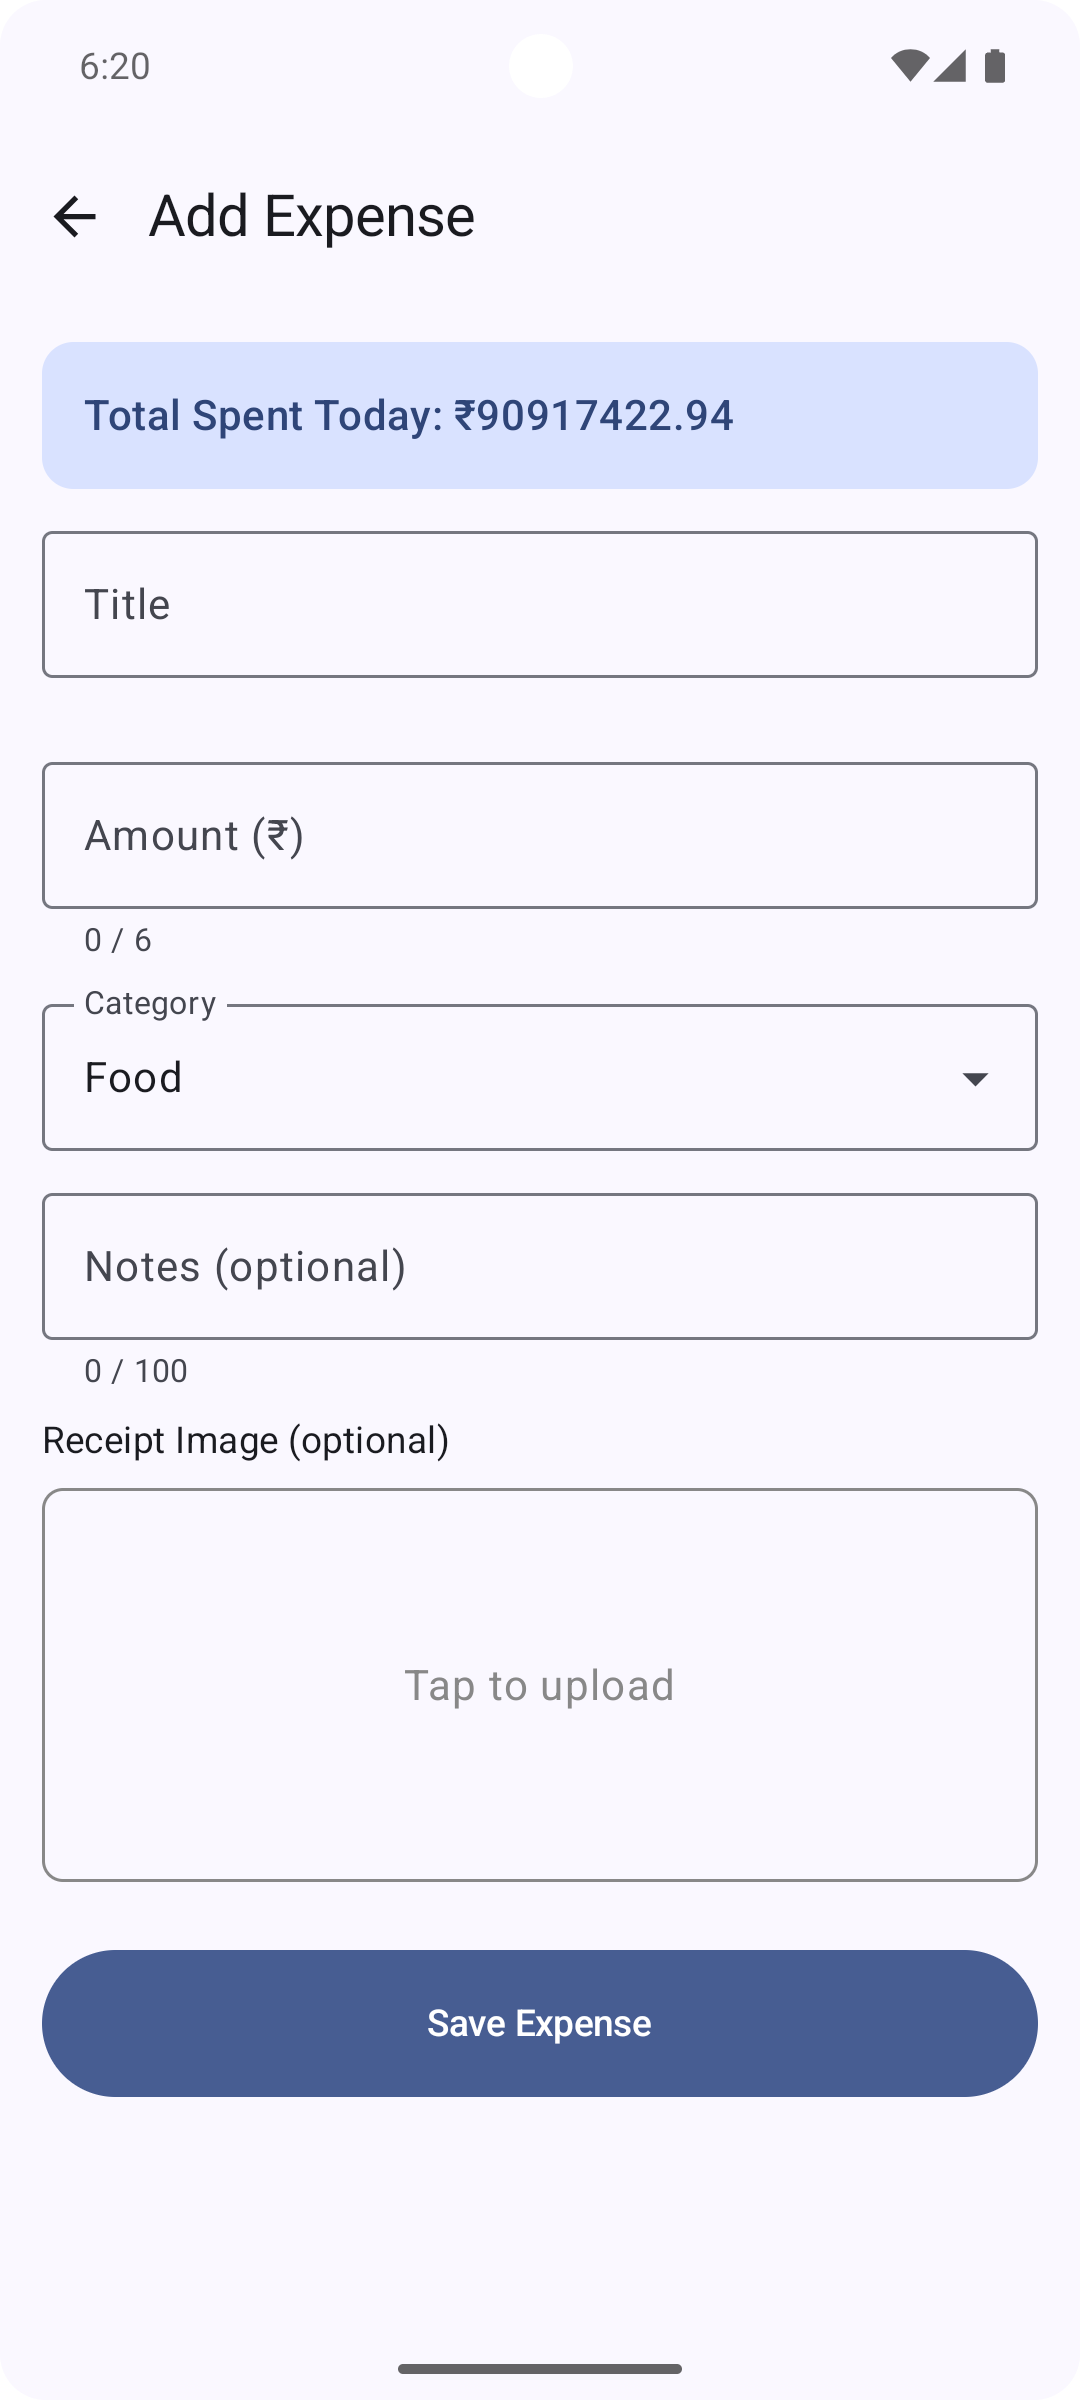 6:20
Add Expense
Total Spent Today: ₹90917422.94
Title
Amount (₹)
0 / 6
Category
Food
Notes (optional)
0 / 100
Receipt Image (optional)
Tap to upload
Save Expense